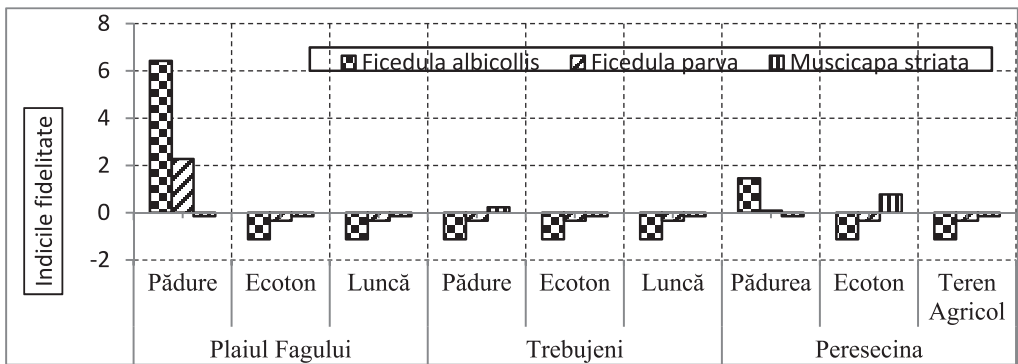 8
Ficedula albicollis Ficedula parva Muscicapa striata
6
4
2
0
-2
Indicile fidelitate
Pădure Ecoton Luncă Pădure Ecoton Luncă Pădurea Ecoton Teren
Agricol
Plaiul Fagului Trebujeni Peresecina